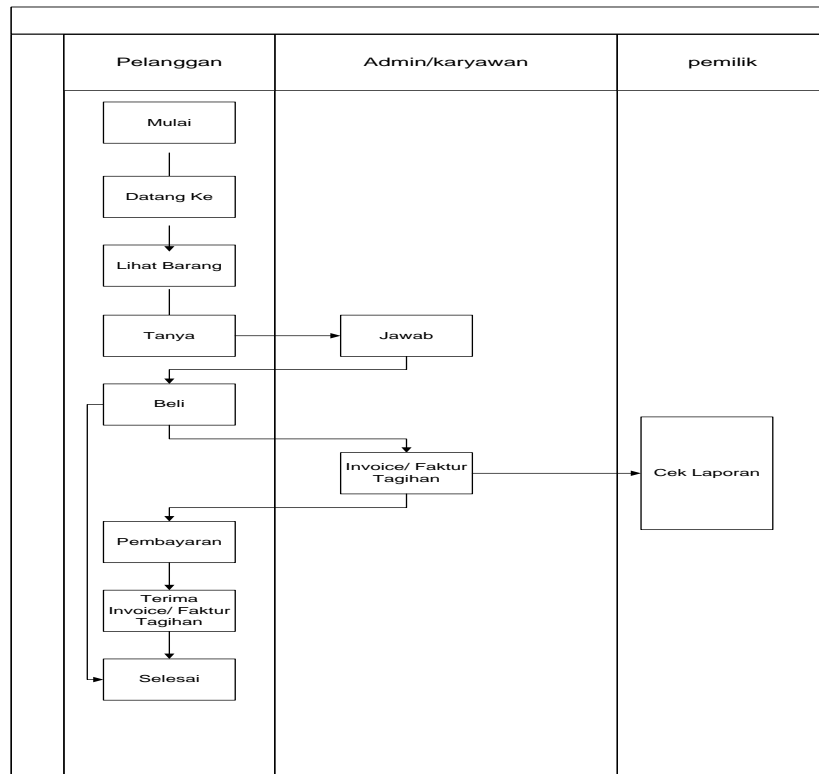 Pelanggan
Admin/karyawan
pemilik
Mulai
Datang Ke
Lihat Barang
Tanya
Jawab
Beli
Invoice/ Faktur
Tagihan
Cek Laporan
Pembayaran
Terima
Invoice/ Faktur
Tagihan
Selesai